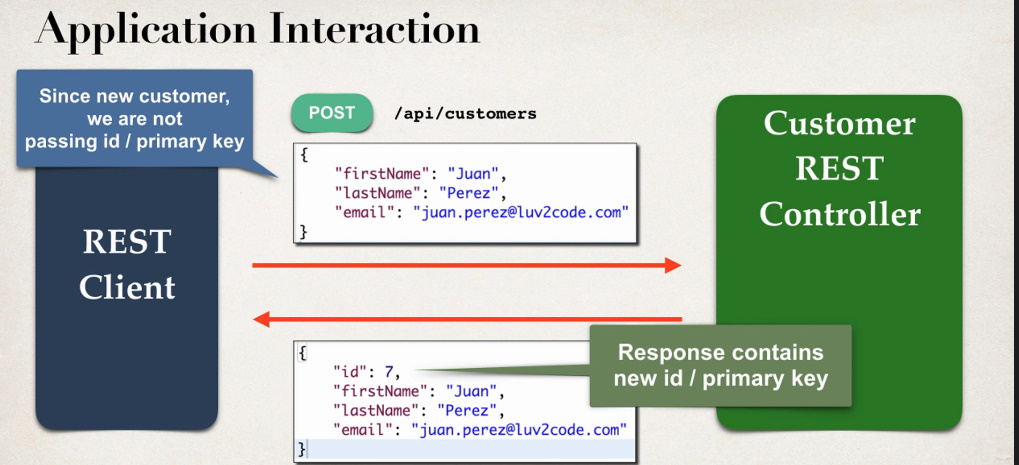 Application Interaction
Since new customer,
we are not
passing id / primary key
POST /api/customers
{
"firstName": "Juan",
"lastName": "Perez",
"email": "juan.perez@luv2code.com"
}
REST
Client
Customer
REST
Controller
{
"id": 7,
"firstName": "Juan",
"lastName": "Perez",
"email": "juan.perez@luv2code.com"
}
Response contains
new id / primary key